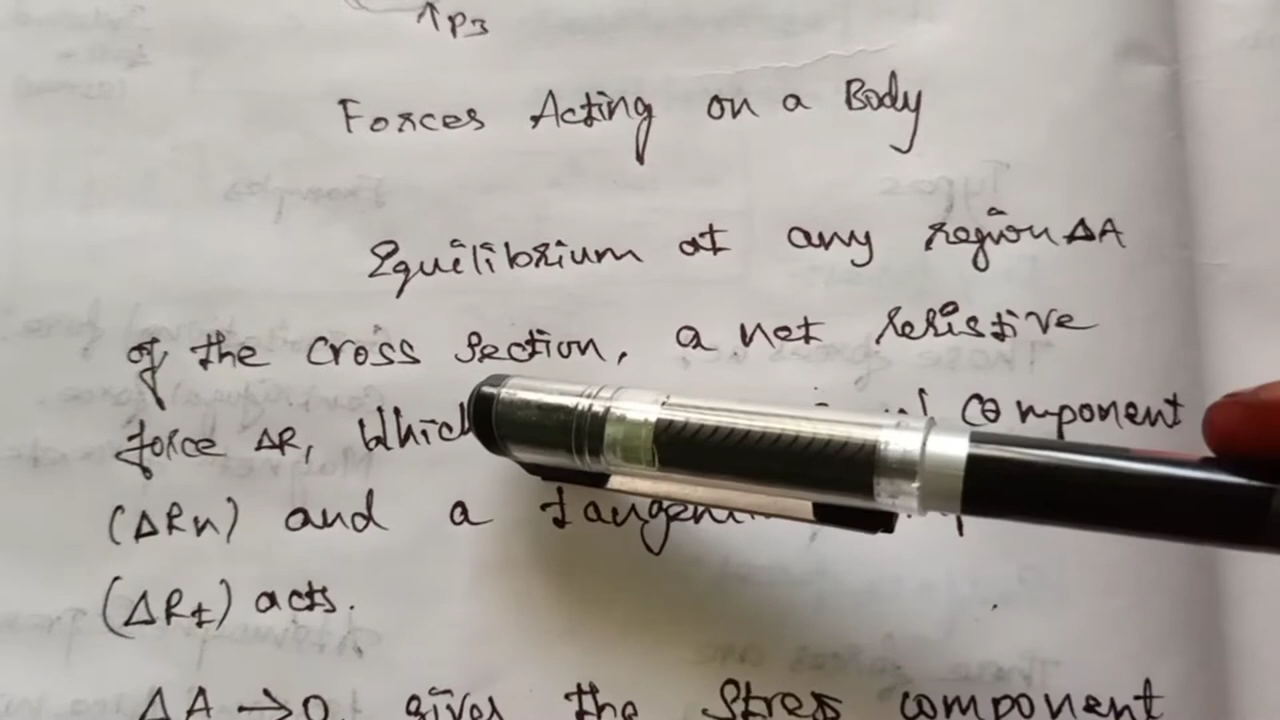 ↑P3
Forces Acting on a Body
Equilibrium at any region ΔA
of the cross section, a net resistive
force ΔR, component
(ΔRn) and a
(ΔRt) acts.
ΔA → 0 gives the stress component